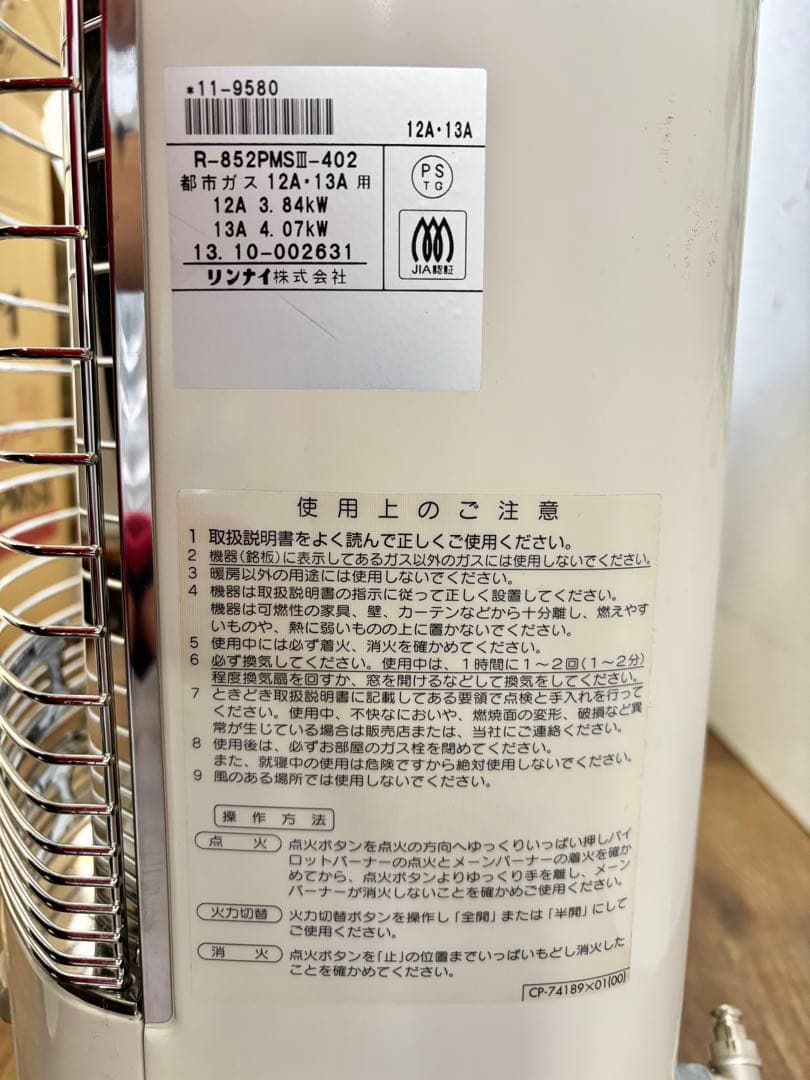 *11-9580
12A・13A
R-852PMSⅢ-402
都市ガス 12A・13A 用
12A 3.84kW
13A 4.07kW
13.10-002631
リンナイ株式会社
PS
TG
JIA認証
使用上のご注意
1 取扱説明書をよく読んで正しくご使用ください。
2 機器(銘板)に表示してあるガス以外のガスには使用しないでください。
3 暖房以外の用途には使用しないでください。
4 機器は取扱説明書の指示に従って正しく設置してください。
機器は可燃性の家具、壁、カーテンなどから十分離し、燃えやす
いものや、熱に弱いものの上に置かないでください。
5 使用中には必ず着火、消火を確かめてください。
6 必ず換気してください。使用中は、1時間に1〜2回(1〜2分)
程度換気扇を回すか、窓を開けるなどして換気をしてください。
7 ときどき取扱説明書に記載してある要領で点検と手入れを行って
ください。使用中、不快なにおいや、燃焼面の変形、破損など異
常が生じている場合は販売店または、当社にご連絡ください。
8 使用後は、必ずお部屋のガス栓を閉めてください。
また、就寝中の使用は危険ですから絶対使用しないでください。
9 風のある場所では使用しないでください。
操作方法
点火 点火ボタンを点火の方向へゆっくりいっぱい押しパイ
ロットバーナーの点火とメーンバーナーの着火を確か
めてから、点火ボタンよりゆっくり手を離し、メーン
バーナーが消火しないことを確かめご使用ください。
火力切替 火力切替ボタンを操作し「全開」または「半開」にして
ご使用ください。
消火 点火ボタンを「止」の位置までいっぱいもどし消火した
ことを確かめてください。
CP-74189×01(00)